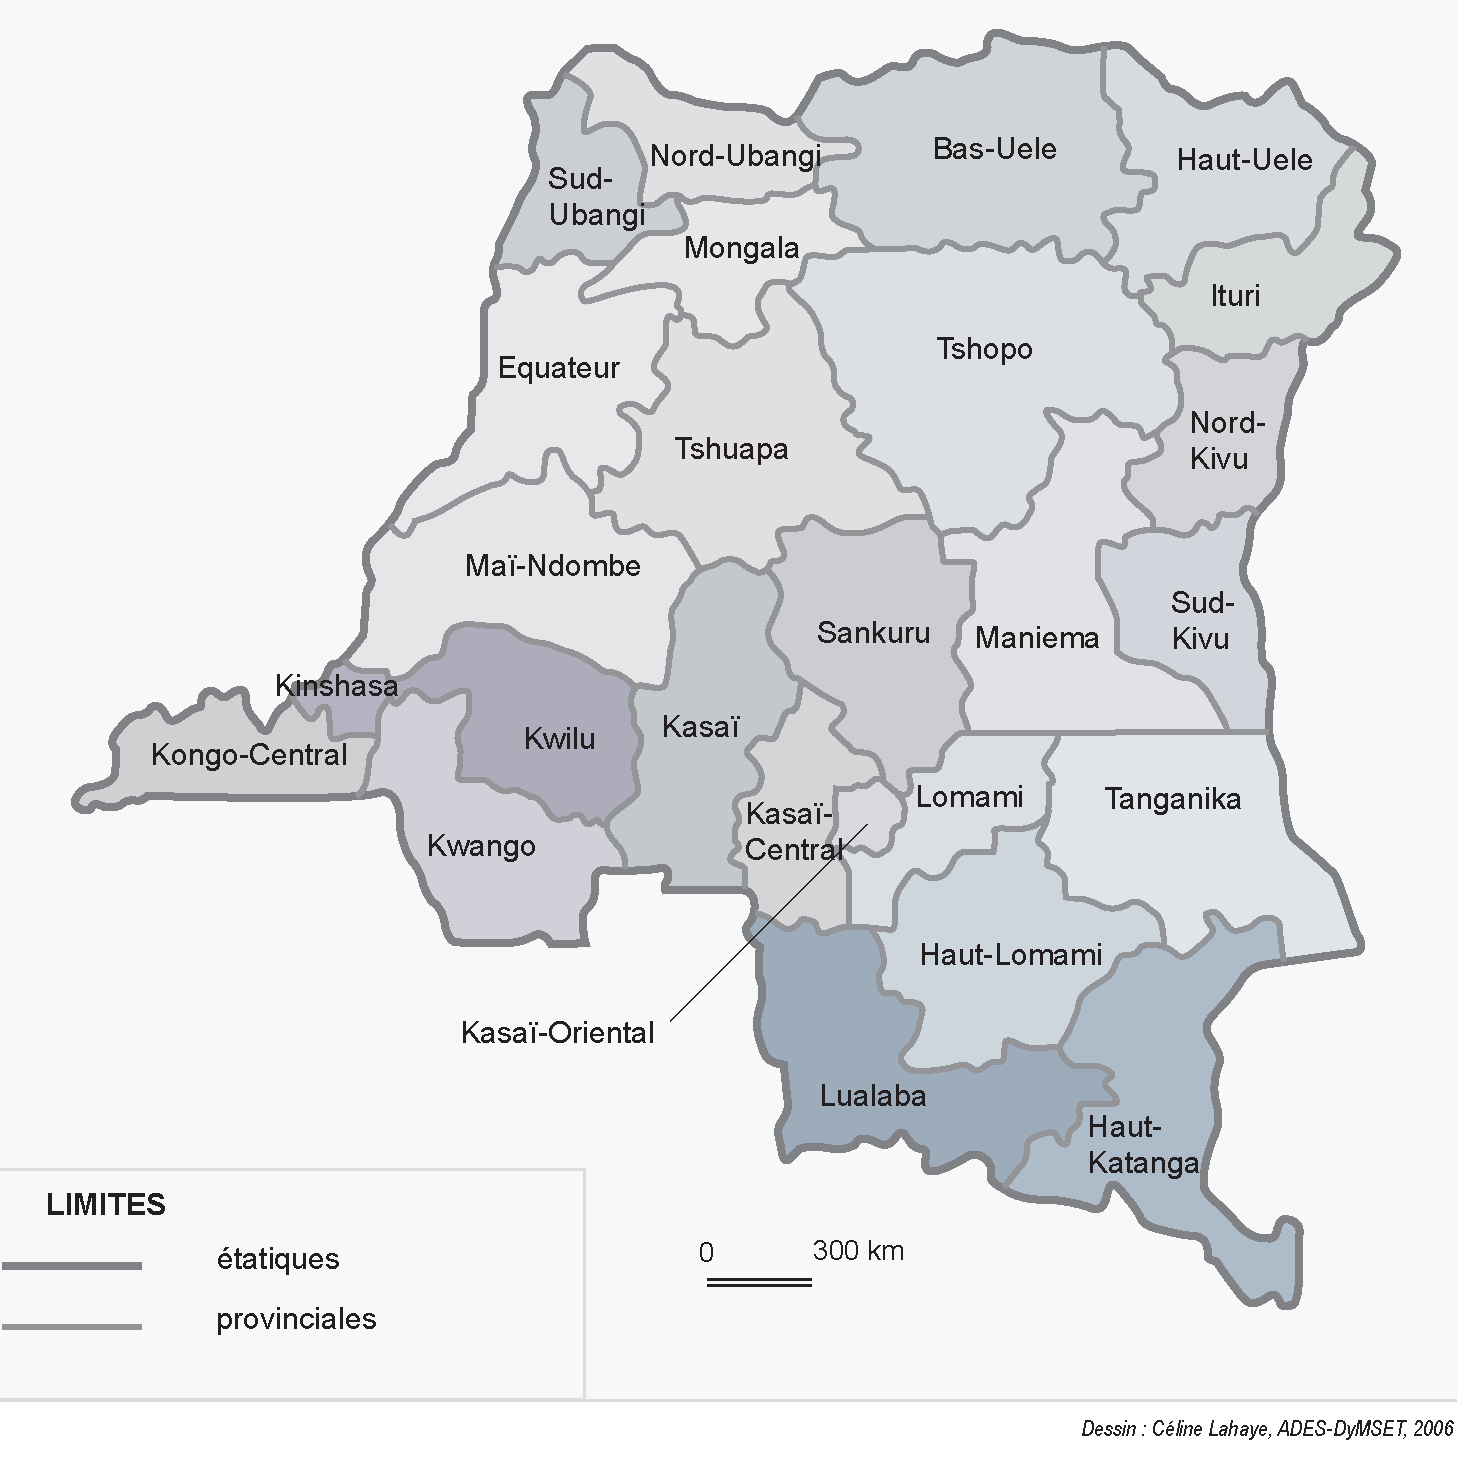 Nord-Ubangi
Bas-Uele
Haut-Uele
Sud-
Ubangi
Mongala
Ituri
Equateur
Tshopo
Tshuapa
Nord-
Kivu
Maï-Ndombe
Sankuru
Maniema
Sud-
Kivu
Kinshasa
Kongo-Central
Kwilu
Kasaï
Kwango
Kasaï-
Central
Lomami
Tanganika
Haut-Lomami
Kasaï-Oriental
Lualaba
Haut-
Katanga
LIMITES
étatiques
provinciales
0 300 km
Dessin : Céline Lahaye, ADES-DyMSET, 2006